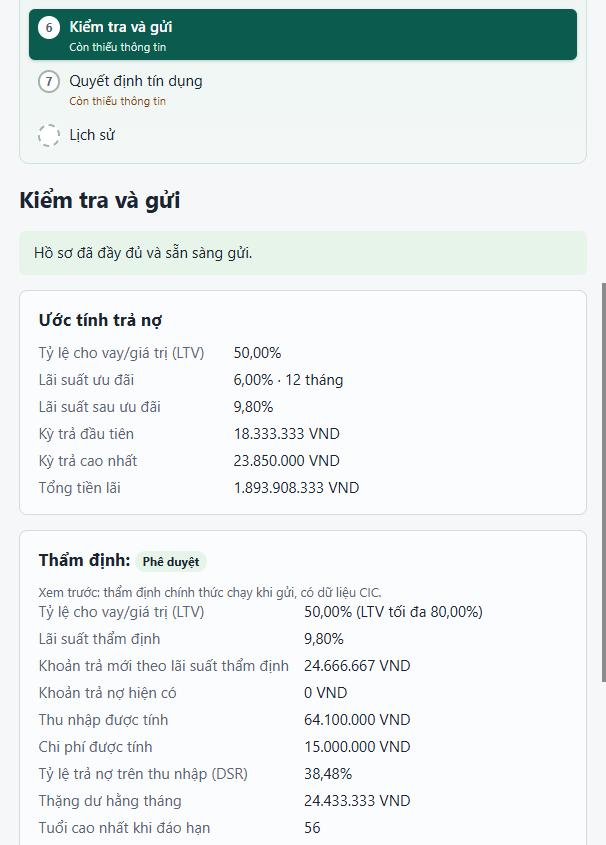 6 Kiểm tra và gửi
Còn thiếu thông tin
7 Quyết định tín dụng
Còn thiếu thông tin
Lịch sử
Kiểm tra và gửi
Hồ sơ đã đầy đủ và sẵn sàng gửi.
Ước tính trả nợ
Tỷ lệ cho vay/giá trị (LTV) 50,00%
Lãi suất ưu đãi 6,00% · 12 tháng
Lãi suất sau ưu đãi 9,80%
Kỳ trả đầu tiên 18.333.333 VND
Kỳ trả cao nhất 23.850.000 VND
Tổng tiền lãi 1.893.908.333 VND
Thẩm định: Phê duyệt
Xem trước: thẩm định chính thức chạy khi gửi, có dữ liệu CIC.
Tỷ lệ cho vay/giá trị (LTV) 50,00% (LTV tối đa 80,00%)
Lãi suất thẩm định 9,80%
Khoản trả mới theo lãi suất thẩm định 24.666.667 VND
Khoản trả nợ hiện có 0 VND
Thu nhập được tính 64.100.000 VND
Chi phí được tính 15.000.000 VND
Tỷ lệ trả nợ trên thu nhập (DSR) 38,48%
Thặng dư hằng tháng 24.433.333 VND
Tuổi cao nhất khi đáo hạn 56